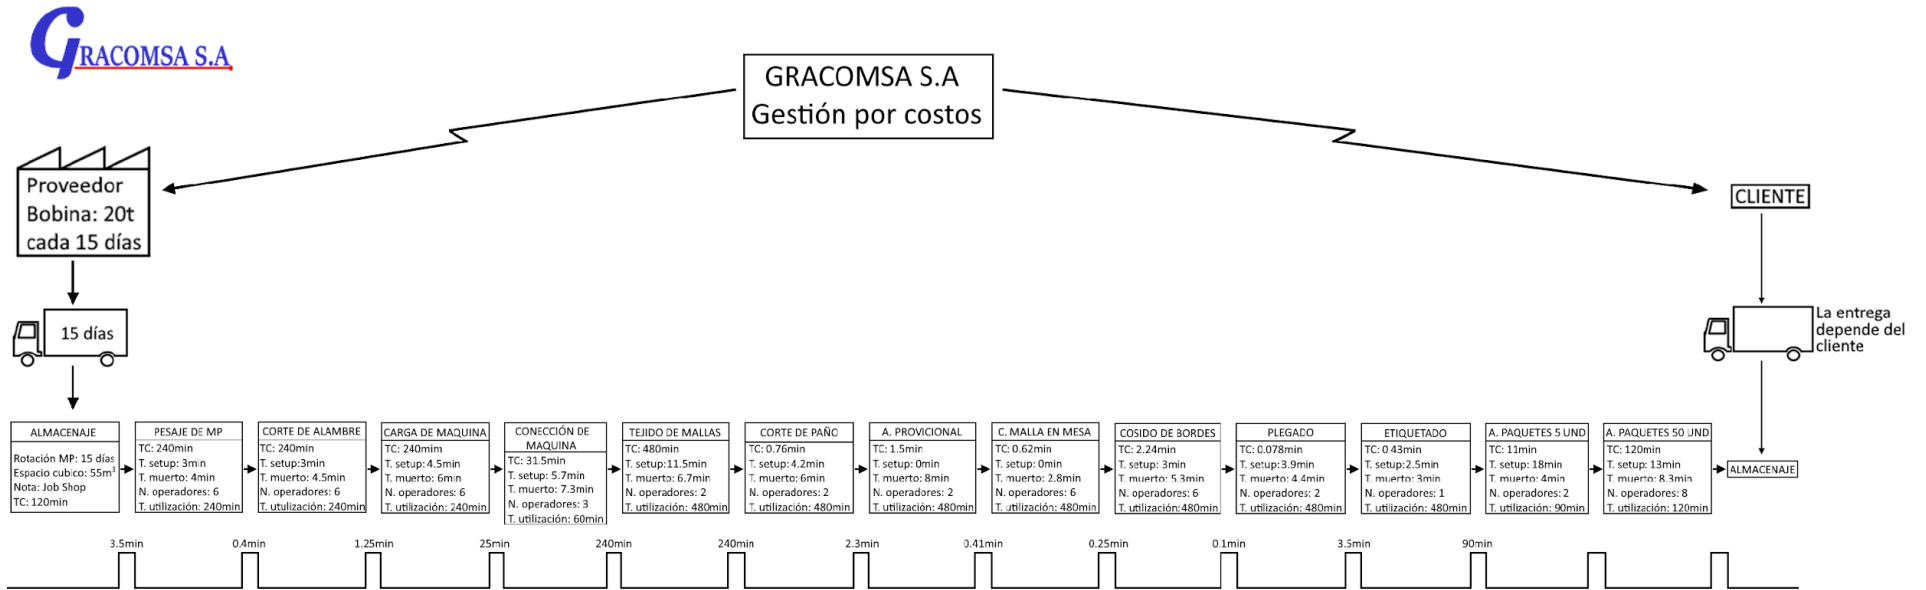 GRACOMSA S.A
GRACOMSA S.A
Gestión por costos
Proveedor
Bobina: 20t
cada 15 días
CLIENTE
15 días
La entrega
depende del
cliente
ALMACENAJE
Rotación MP: 15 días
Espacio cubico: 55m³
Nota: Job Shop
TC: 120min
PESAJE DE MP
TC: 240min
T. setup: 3min
T. muerto: 4min
N. operadores: 6
T. utilización: 240min
CORTE DE ALAMBRE
TC: 240min
T. setup:3min
T. muerto: 4.5min
N. operadores: 6
T. utulización: 240min
CARGA DE MAQUINA
TC: 240min
T. setup: 4.5min
T. muerto: 6min
N. operadores: 6
T. utilización: 240min
CONECCIÓN DE
MAQUINA
TC: 31.5min
T. setup: 5.7min
T. muerto: 7.3min
N. operadores: 3
T. utilización: 60min
TEJIDO DE MALLAS
TC: 480min
T. setup: 11.5min
T. muerto: 6.7min
N. operadores: 2
T. utilización: 480min
CORTE DE PAÑO
TC: 0.76min
T. setup: 4.2min
T. muerto: 6min
N. operadores: 2
T. utilización: 480min
A. PROVICIONAL
TC: 1.5min
T. setup: 0min
T. muerto: 8min
N. operadores: 2
T. utilización: 480min
C. MALLA EN MESA
TC: 0.62min
T. setup: 0min
T. muerto: 2.8min
N. operadores: 6
T. utilización: 480min
COSIDO DE BORDES
TC: 2.24min
T. setup: 3min
T. muerto: 5.3min
N. operadores: 6
T. utilización:480min
PLEGADO
TC: 0.078min
T. setup:3.9min
T. muerto: 4.4min
N. operadores: 2
T. utilización: 480min
ETIQUETADO
TC: 0.43min
T. setup:2.5min
T. muerto: 3min
N. operadores: 1
T. utilización: 480min
A. PAQUETES 5 UND
TC: 11min
T. setup: 18min
T. muerto: 4min
N. operadores: 2
T. utilización: 90min
A. PAQUETES 50 UND
TC: 120min
T. setup: 13min
T. muerto: 8.3min
N. operadores: 8
T. utilización: 120min
ALMACENAJE
3.5min
0.4min
1.25min
25min
240min
240min
2.3min
0.41min
0.25min
0.1min
3.5min
90min